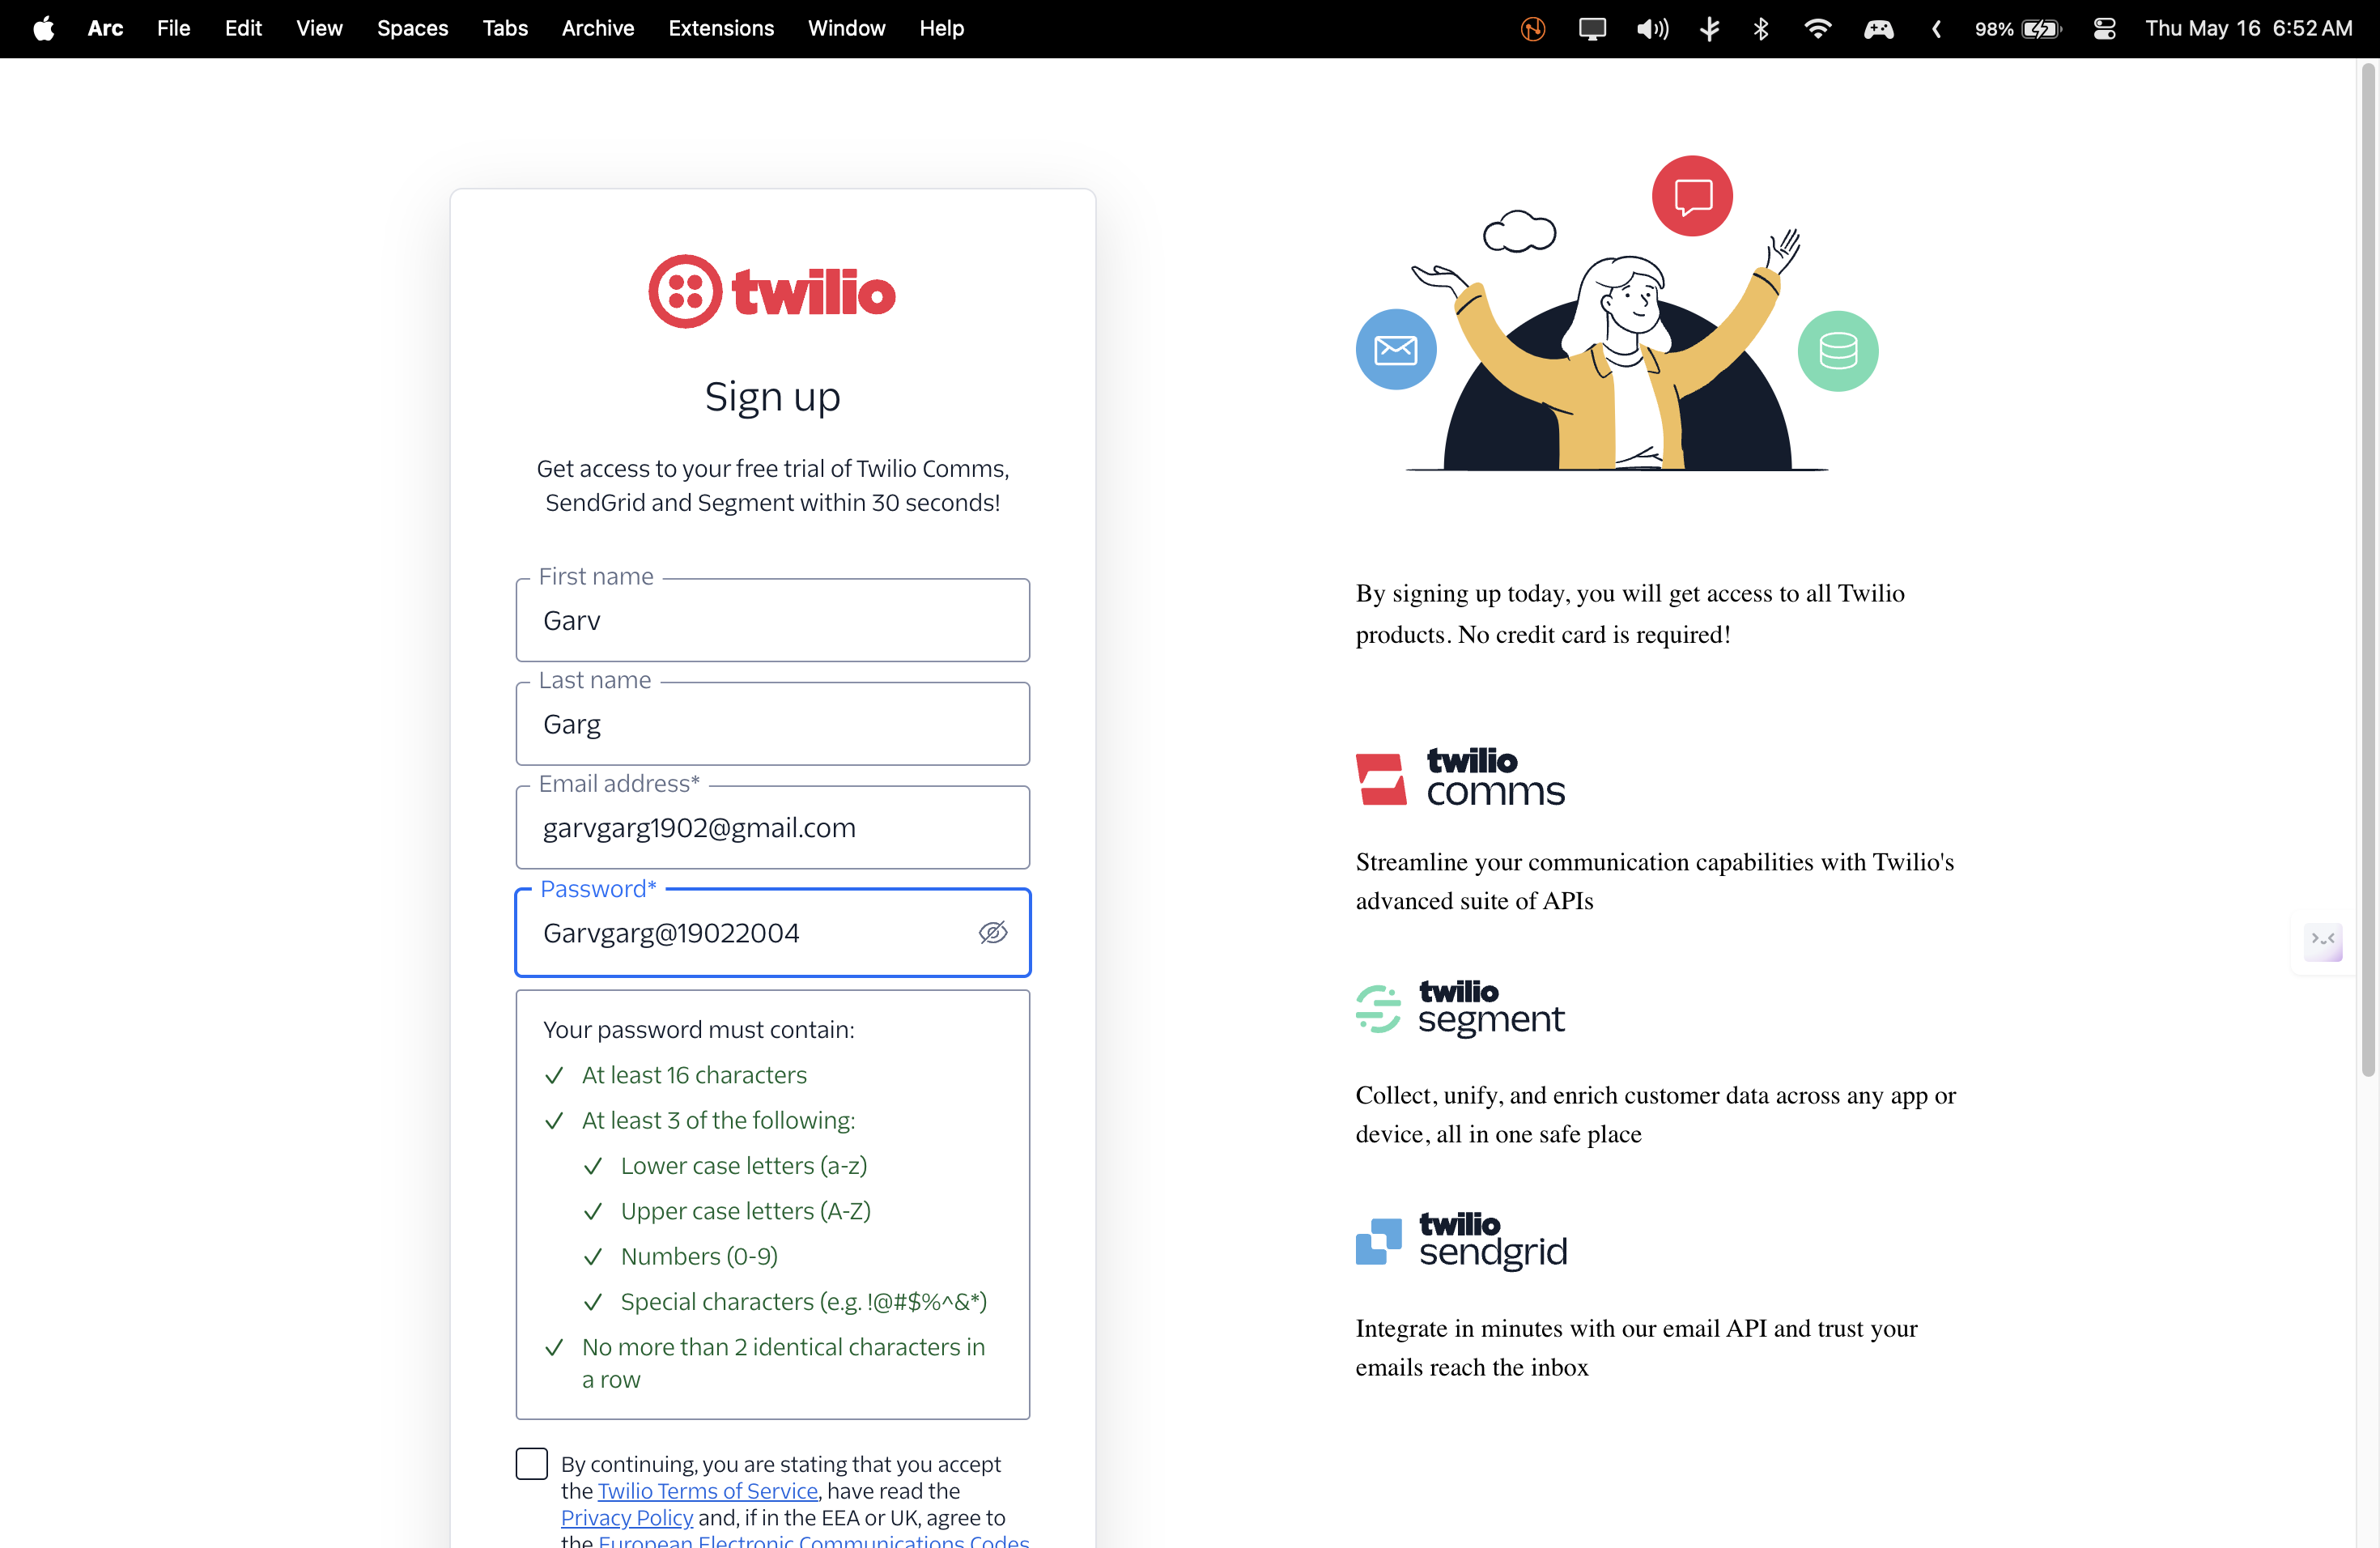 Arc File Edit View Spaces Tabs Archive Extensions Window Help 98% Thu May 16 6:52 AM
twilio
Sign up
Get access to your free trial of Twilio Comms,
SendGrid and Segment within 30 seconds!
First name
Garv
Last name
Garg
Email address*
garvgarg1902@gmail.com
Password*
Garvgarg@19022004
Your password must contain:
At least 16 characters
At least 3 of the following:
Lower case letters (a-z)
Upper case letters (A-Z)
Numbers (0-9)
Special characters (e.g. !@#$%^&*)
No more than 2 identical characters in
a row
By continuing, you are stating that you accept
the Twilio Terms of Service, have read the
Privacy Policy and, if in the EEA or UK, agree to
the European Electronic Communications Codes
By signing up today, you will get access to all Twilio
products. No credit card is required!
twilio
comms
Streamline your communication capabilities with Twilio's
advanced suite of APIs
twilio
segment
Collect, unify, and enrich customer data across any app or
device, all in one safe place
twilio
sendgrid
Integrate in minutes with our email API and trust your
emails reach the inbox